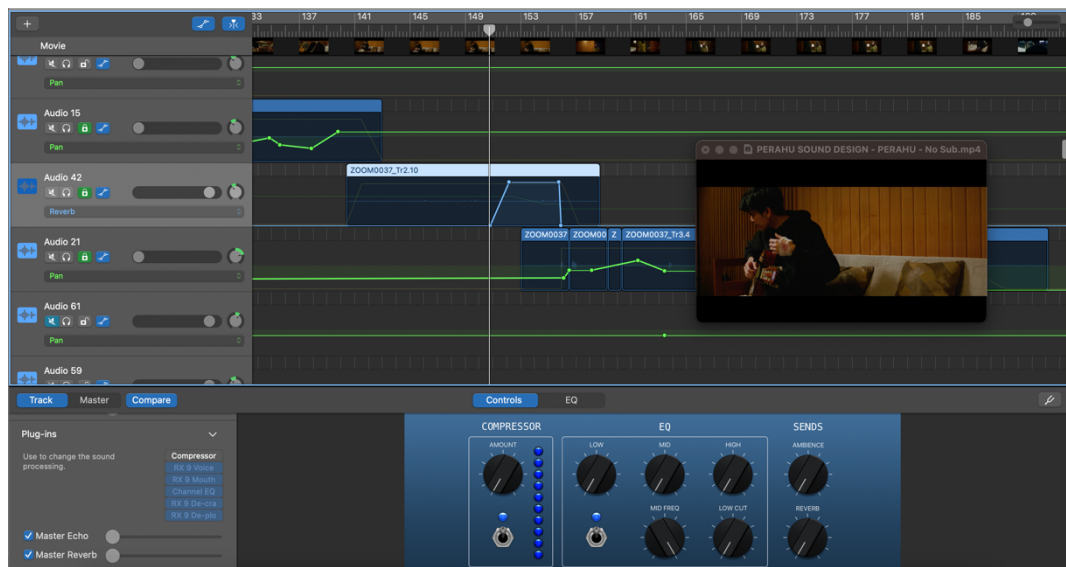 133 137 141 145 149 153 157 161 165 169 173 177 181 185
Movie
Pan
Audio 15
Pan
ZOOM0037_Tr2.10
Audio 42
Reverb
ZOOM0037 ZOOM00 Z ZOOM0037_Tr3.4
Audio 21
Pan
Audio 61
Pan
Audio 59
PERAHU SOUND DESIGN - PERAHU - No Sub.mp4
Track Master Compare
Controls EQ
Plug-ins
Use to change the sound
processing.
Compressor
RX 9 Voice
RX 9 Mouth
Channel EQ
RX 9 De-cra
RX 9 De-plo
Master Echo
Master Reverb
COMPRESSOR EQ SENDS
AMOUNT LOW MID HIGH AMBIENCE
MID FREQ LOW CUT REVERB